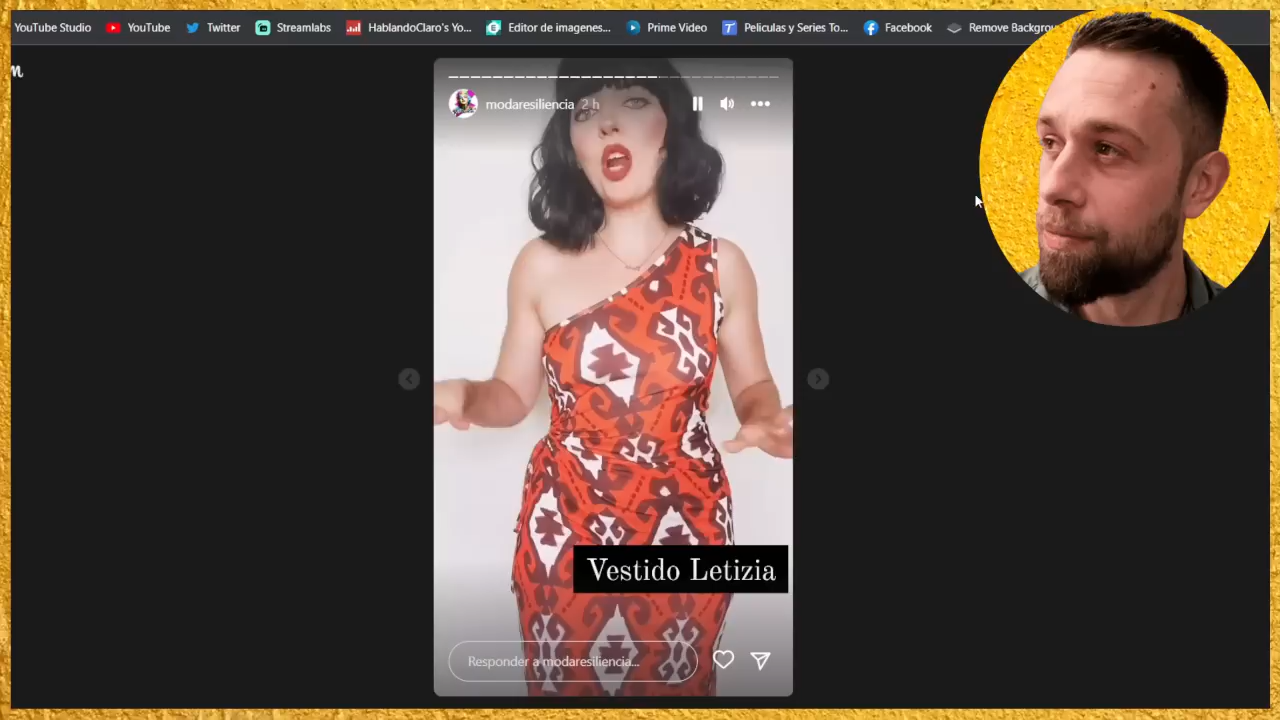 YouTube Studio YouTube Twitter Streamlabs HablandoClaro's Yo... Editor de imagenes... Prime Video Peliculas y Series To... Facebook Remove Backgrou
m
modaresiliencia 2 h
Vestido Letizia
Responder a modaresiliencia...